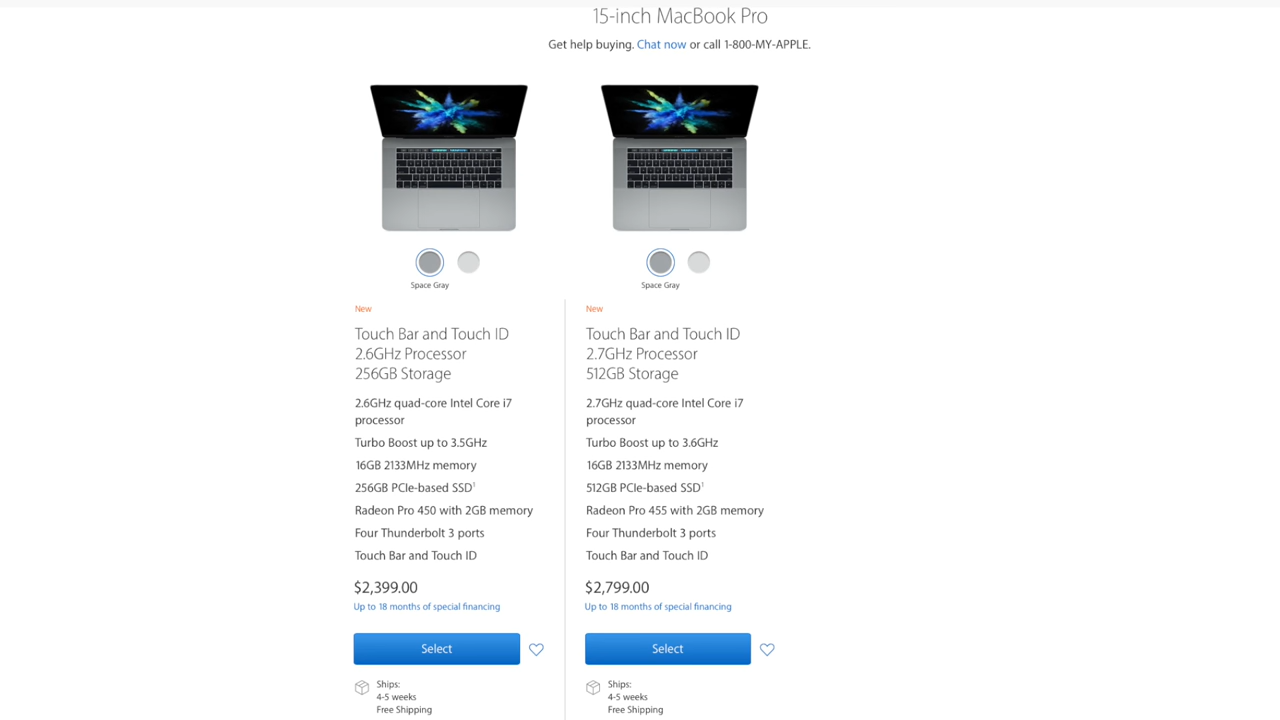 15-inch MacBook Pro
Get help buying. Chat now or call 1-800-MY-APPLE.
Space Gray
New
Touch Bar and Touch ID
2.6GHz Processor
256GB Storage
2.6GHz quad-core Intel Core i7
processor
Turbo Boost up to 3.5GHz
16GB 2133MHz memory
256GB PCIe-based SSD¹
Radeon Pro 450 with 2GB memory
Four Thunderbolt 3 ports
Touch Bar and Touch ID
$2,399.00
Up to 18 months of special financing
Select
Ships:
4-5 weeks
Free Shipping
Space Gray
New
Touch Bar and Touch ID
2.7GHz Processor
512GB Storage
2.7GHz quad-core Intel Core i7
processor
Turbo Boost up to 3.6GHz
16GB 2133MHz memory
512GB PCIe-based SSD¹
Radeon Pro 455 with 2GB memory
Four Thunderbolt 3 ports
Touch Bar and Touch ID
$2,799.00
Up to 18 months of special financing
Select
Ships:
4-5 weeks
Free Shipping